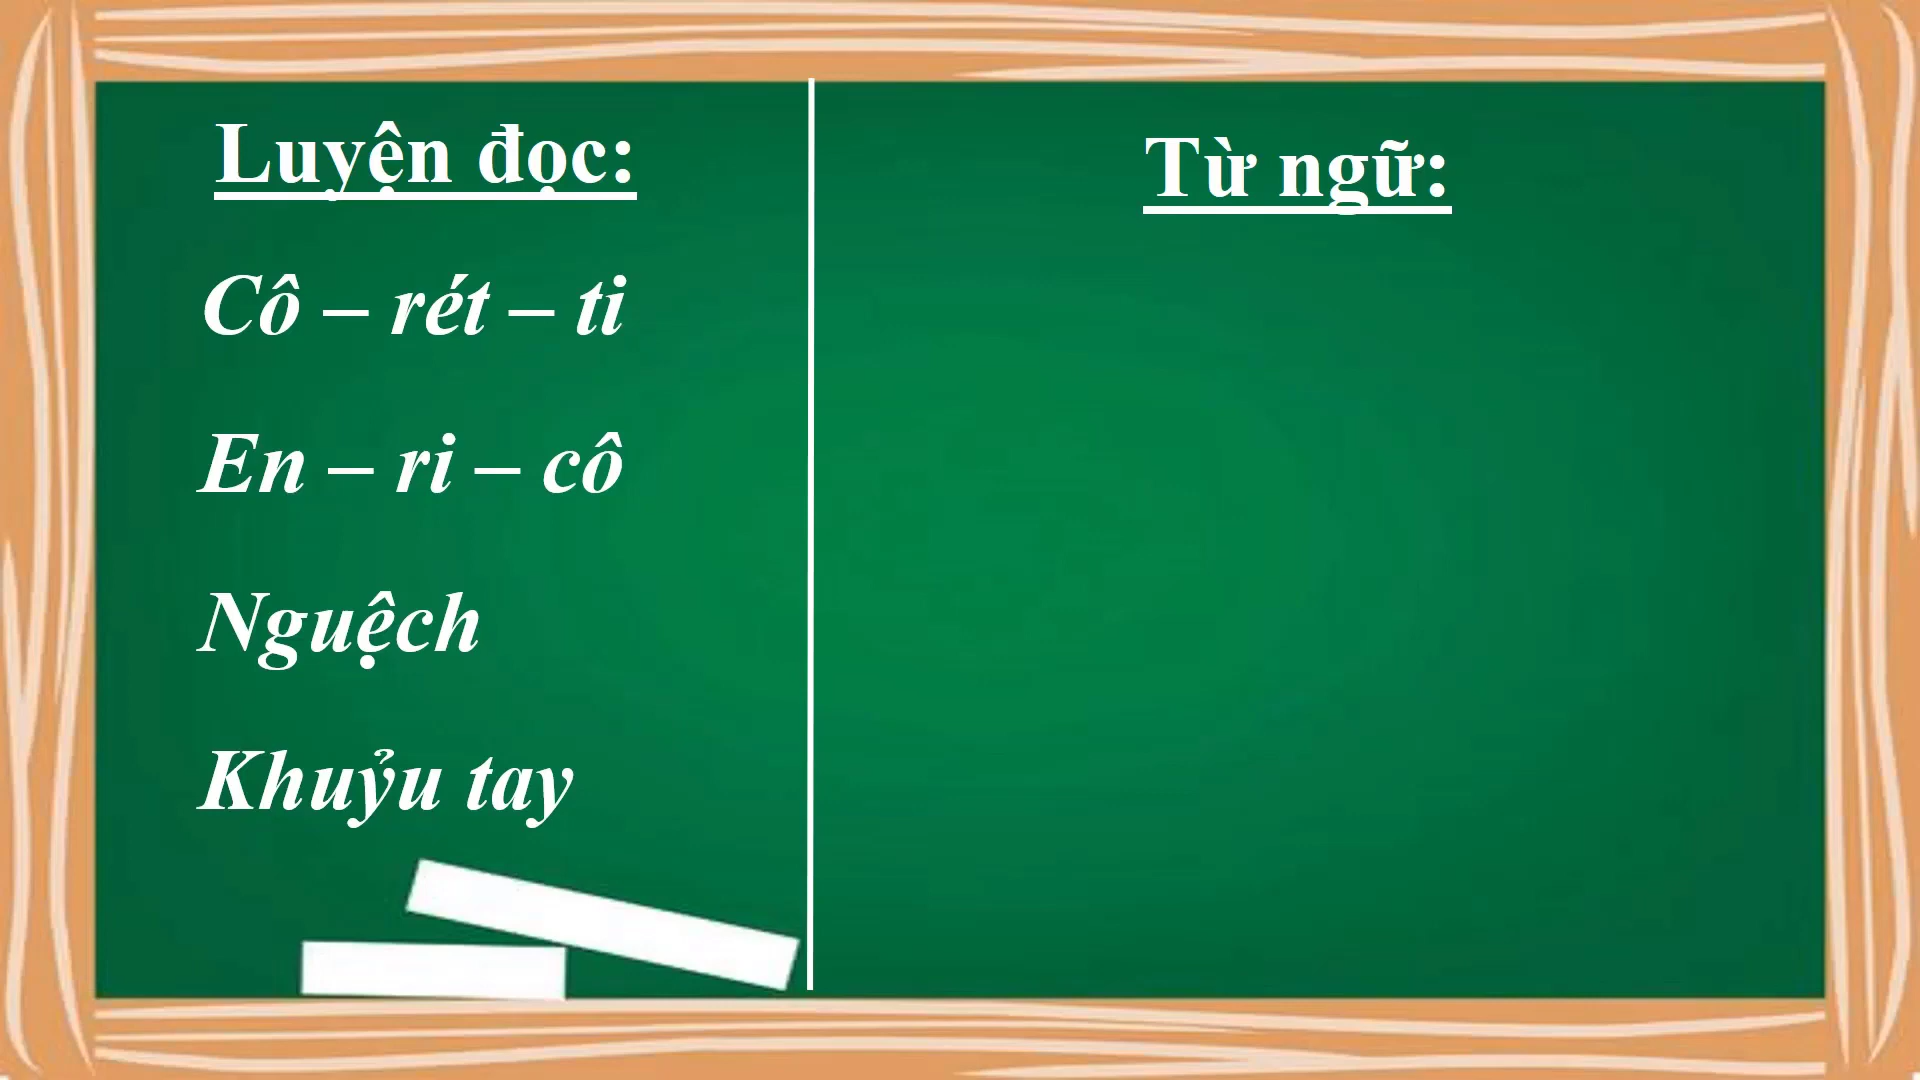 Luyện đọc:
Cô – rét – ti
En – ri – cô
Nguệch
Khuỷu tay
Từ ngữ: